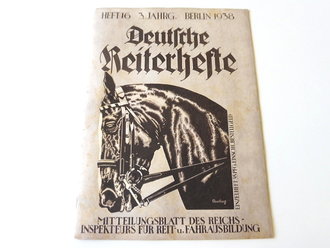 HEFT 16 3. JAHRG. BERLIN 1938
Deutsche
Reiterhefte
MITTEILUNGSBLATT DES REICHS-
INSPEKTEURS FÜR REIT u. FAHRAUSBILDUNG